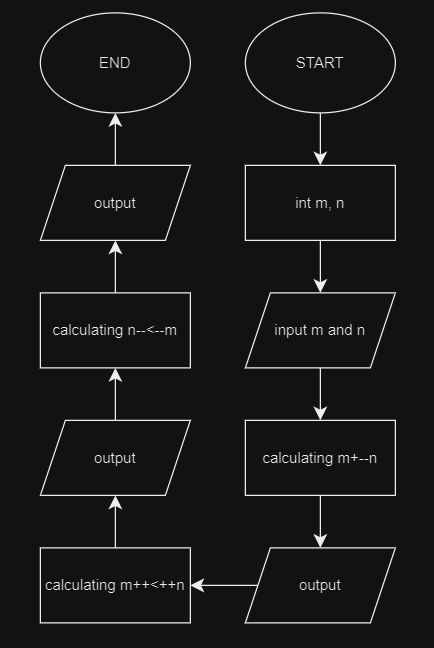 START
int m, n
input m and n
calculating m+--n
output
calculating m++<++n
output
calculating n--<--m
output
END